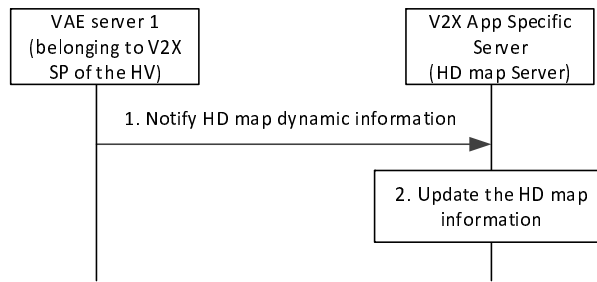 VAE server 1
(belonging to V2X
SP of the HV)
V2X App Specific
Server
(HD map Server)
1. Notify HD map dynamic information
2. Update the HD map
information